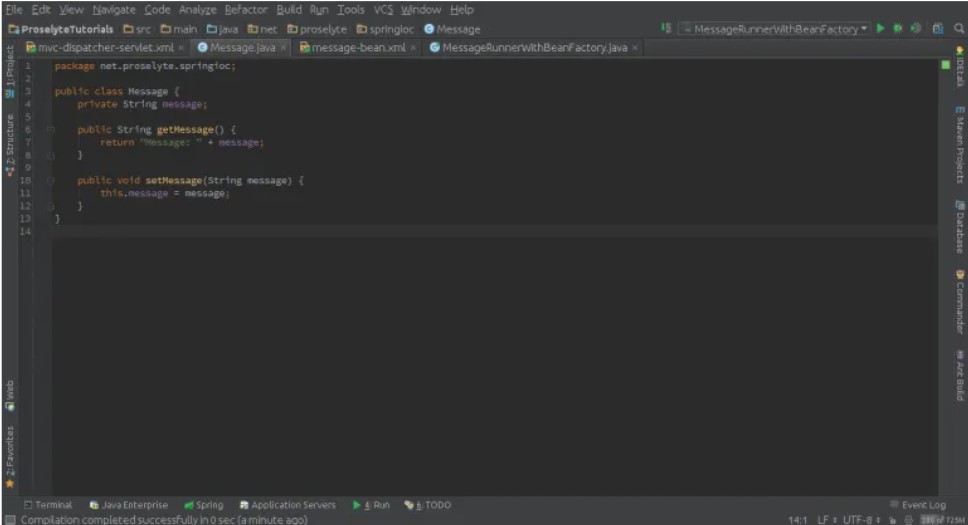 File Edit View Navigate Code Analyze Refactor Build Run Tools VCS Window Help
ProselyteTutorials src main java net proselyte springioc Message
MessageRunnerWithBeanFactory
mvc-dispatcher-servlet.xml Message.java message-bean.xml MessageRunnerWithBeanFactory.java
1 package net.proselyte.springioc;
2
3 public class Message {
4 private String message;
5
6 public String getMessage() {
7 return "Message: " + message;
8 }
9
10 public void setMessage(String message) {
11 this.message = message;
12 }
13 }
14
1: Project
7: Structure
Web
2: Favorites
IDEtalk
Maven Projects
Database
Commander
Ant Build
Terminal Java Enterprise Spring Application Servers 4: Run 6: TODO Event Log
Compilation completed successfully in 0 sec (a minute ago) 14:1 LF UTF-8